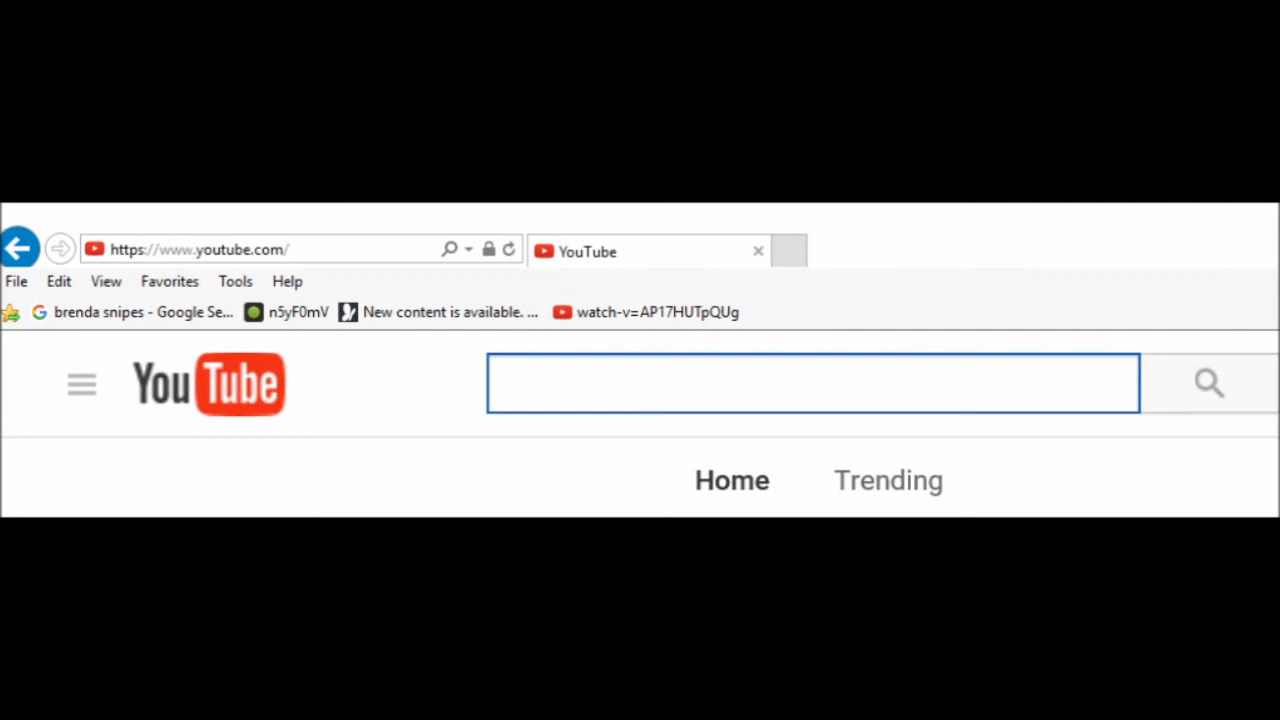 https://www.youtube.com/ YouTube
File Edit View Favorites Tools Help
brenda snipes - Google Se... n5yF0mV New content is available. ... watch-v=AP17HUTpQUg
YouTube
Home Trending